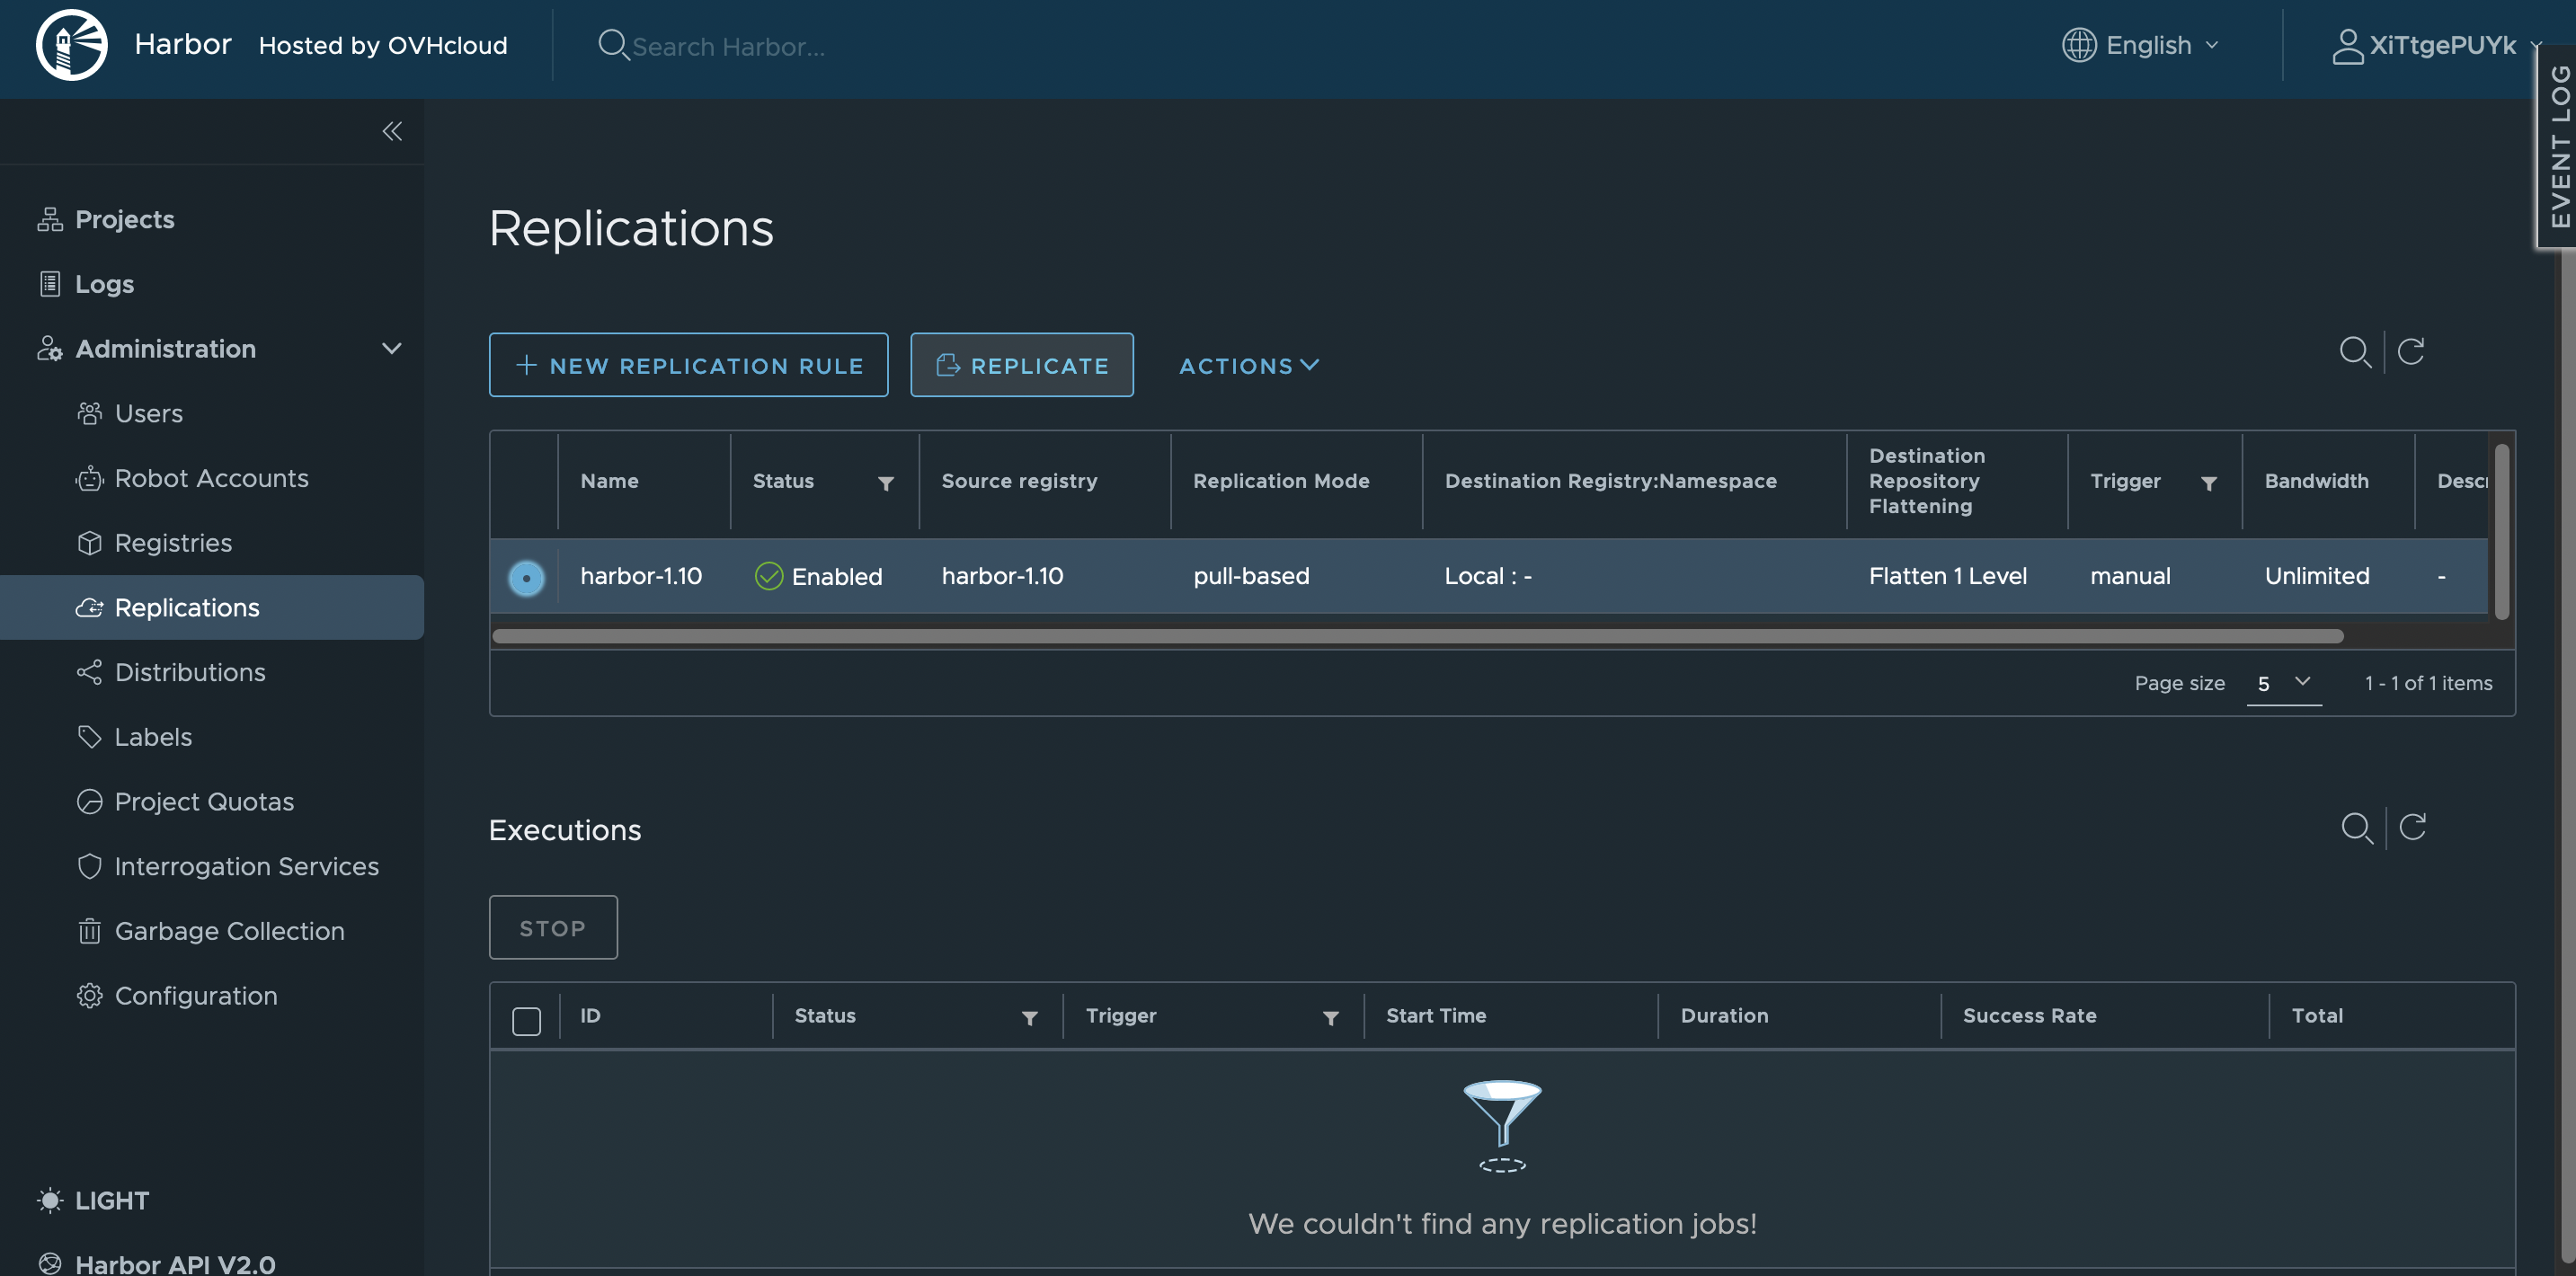 Harbor
Hosted by OVHcloud
Search Harbor...
English
XiTtgePUYk
EVENT LOG
Projects
Logs
Administration
Users
Robot Accounts
Registries
Replications
Distributions
Labels
Project Quotas
Interrogation Services
Garbage Collection
Configuration
LIGHT
Harbor API V2.0
Replications
+ NEW REPLICATION RULE
REPLICATE
ACTIONS
Name
Status
Source registry
Replication Mode
Destination Registry:Namespace
Destination
Repository
Flattening
Trigger
Bandwidth
Descr
harbor-1.10
Enabled
harbor-1.10
pull-based
Local : -
Flatten 1 Level
manual
Unlimited
-
Page size
5
1 - 1 of 1 items
Executions
STOP
ID
Status
Trigger
Start Time
Duration
Success Rate
Total
We couldn't find any replication jobs!